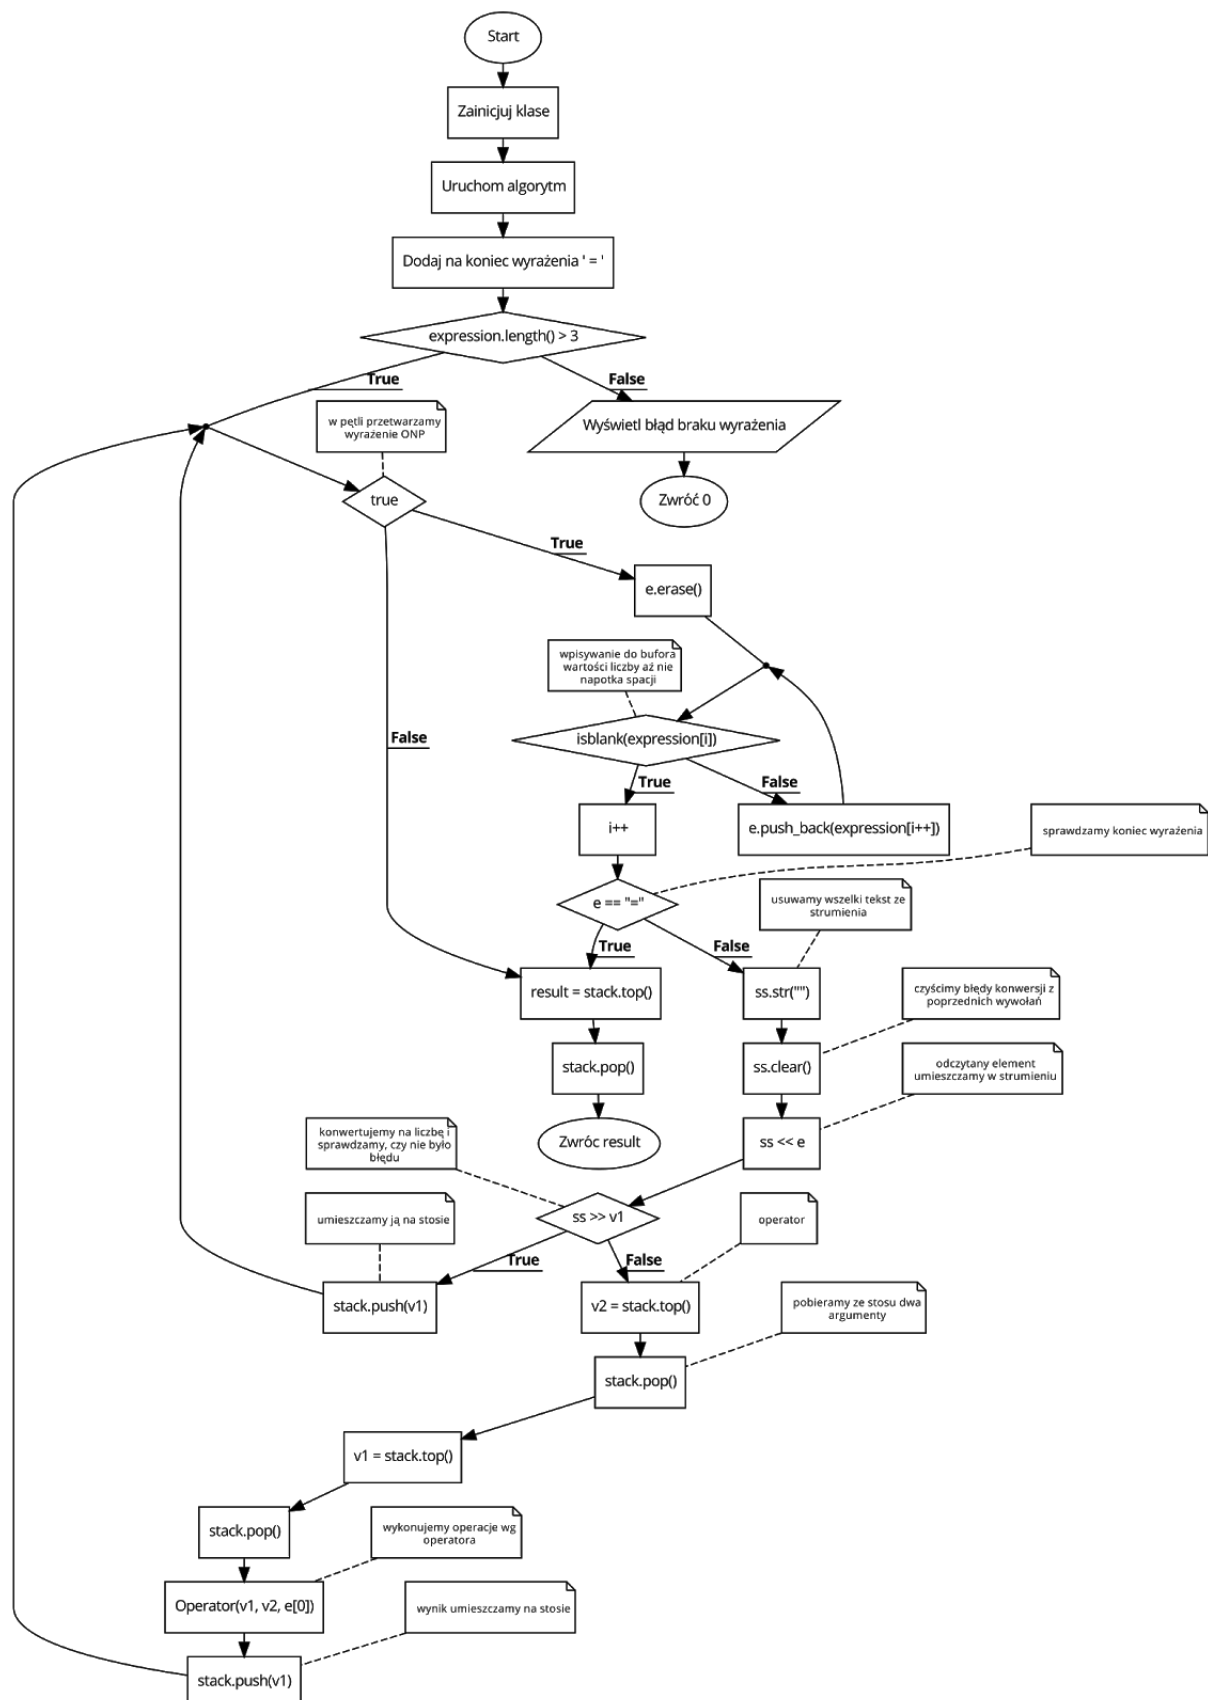 Start
Zainicjuj klase
Uruchom algorytm
Dodaj na koniec wyrażenia ' = '
expression.length() > 3
True
False
w pętli przetwarzamy
wyrażenie ONP
Wyświetl błąd braku wyrażenia
true
Zwróć 0
True
e.erase()
wpisywanie do bufora
wartości liczby aż nie
napotka spacji
isblank(expression[i])
False
True
False
i++
e.push_back(expression[i++])
sprawdzamy koniec wyrażenia
e == "="
usuwamy wszelki tekst ze
strumienia
True
False
result = stack.top()
ss.str("")
czyścimy błędy konwersji z
poprzednich wywołań
stack.pop()
ss.clear()
odczytany element
umieszczamy w strumieniu
konwertujemy na liczbę i
sprawdzamy, czy nie było
błędu
Zwróc result
ss << e
umieszczamy ją na stosie
ss >> v1
operator
True
False
stack.push(v1)
v2 = stack.top()
pobieramy ze stosu dwa
argumenty
stack.pop()
v1 = stack.top()
stack.pop()
wykonujemy operacje wg
operatora
Operator(v1, v2, e[0])
wynik umieszczamy na stosie
stack.push(v1)